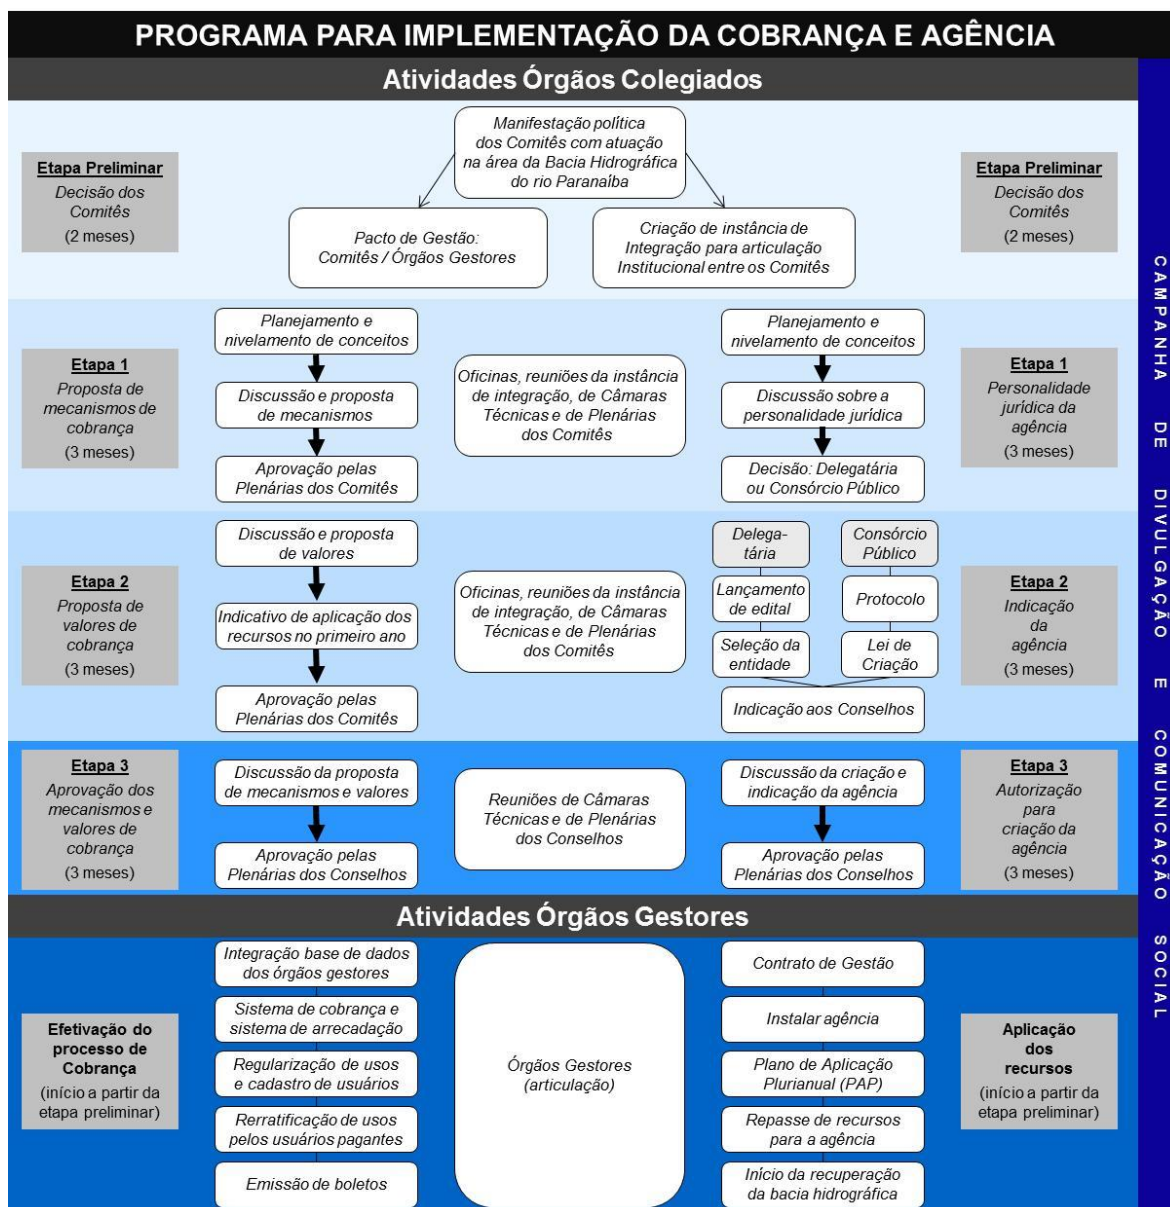 PROGRAMA PARA IMPLEMENTAÇÃO DA COBRANÇA E AGÊNCIA
Atividades Órgãos Colegiados
Etapa Preliminar
Decisão dos
Comitês
(2 meses)
Manifestação política
dos Comitês com atuação
na área da Bacia Hidrográfica
do rio Paranaíba
Pacto de Gestão:
Comitês / Órgãos Gestores
Criação de instância de
Integração para articulação
Institucional entre os Comitês
Etapa Preliminar
Decisão dos
Comitês
(2 meses)
Etapa 1
Proposta de
mecanismos de
cobrança
(3 meses)
Planejamento e
nivelamento de conceitos
Discussão e proposta
de mecanismos
Aprovação pelas
Plenárias dos Comitês
Oficinas, reuniões da instância
de integração, de Câmaras
Técnicas e de Plenárias
dos Comitês
Planejamento e
nivelamento de conceitos
Discussão sobre a
personalidade jurídica
Decisão: Delegatária
ou Consórcio Público
Etapa 1
Personalidade
jurídica da
agência
(3 meses)
Etapa 2
Proposta de
valores de
cobrança
(3 meses)
Discussão e proposta
de valores
Indicativo de aplicação dos
recursos no primeiro ano
Aprovação pelas
Plenárias dos Comitês
Oficinas, reuniões da instância
de integração, de Câmaras
Técnicas e de Plenárias
dos Comitês
Delega-
tária
Lançamento
de edital
Seleção da
entidade
Consórcio
Público
Protocolo
Lei de
Criação
Indicação aos Conselhos
Etapa 2
Indicação
da
agência
(3 meses)
Etapa 3
Aprovação dos
mecanismos e
valores de
cobrança
(3 meses)
Discussão da proposta
de mecanismos e valores
Aprovação pelas
Plenárias dos Conselhos
Reuniões de Câmaras
Técnicas e de Plenárias
dos Conselhos
Discussão da criação e
indicação da agência
Aprovação pelas
Plenárias dos Conselhos
Etapa 3
Autorização
para
criação da
agência
(3 meses)
Atividades Órgãos Gestores
Efetivação do
processo de
Cobrança
(início a partir da
etapa preliminar)
Integração base de dados
dos órgãos gestores
Sistema de cobrança e
sistema de arrecadação
Regularização de usos
e cadastro de usuários
Rerratificação de usos
pelos usuários pagantes
Emissão de boletos
Órgãos Gestores
(articulação)
Contrato de Gestão
Instalar agência
Plano de Aplicação
Plurianual (PAP)
Repasse de recursos
para a agência
Início da recuperação
da bacia hidrográfica
Aplicação
dos
recursos
(início a partir da
etapa preliminar)
CAMPANHA DE DIVULGAÇÃO E COMUNICAÇÃO SOCIAL